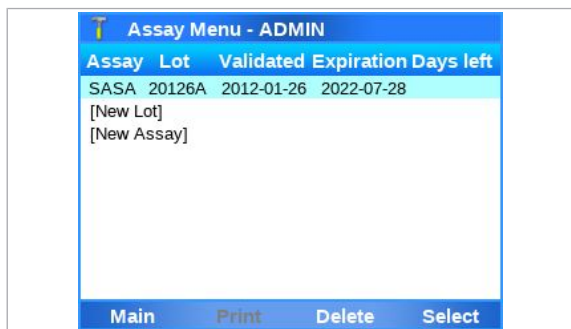 Assay Menu - ADMIN
Assay Lot Validated Expiration Days left
SASA 20126A 2012-01-26 2022-07-28
[New Lot]
[New Assay]
Main Print Delete Select